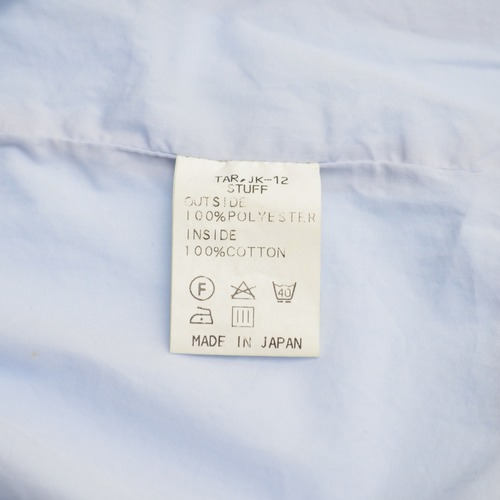 TAR.JK-12
STUFF
OUTSIDE
100%POLYESTER
INSIDE
100%COTTON
F
40
MADE IN JAPAN